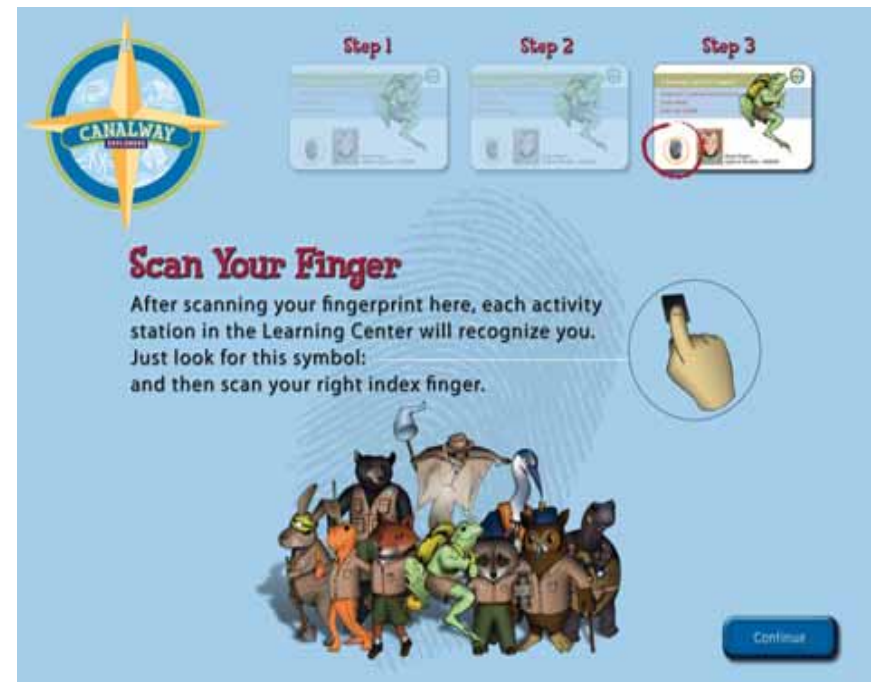 Step 1
Step 2
Step 3
CANALWAY
EXPLORERS
Scan Your Finger
After scanning your fingerprint here, each activity
station in the Learning Center will recognize you.
Just look for this symbol:
and then scan your right index finger.
Continue